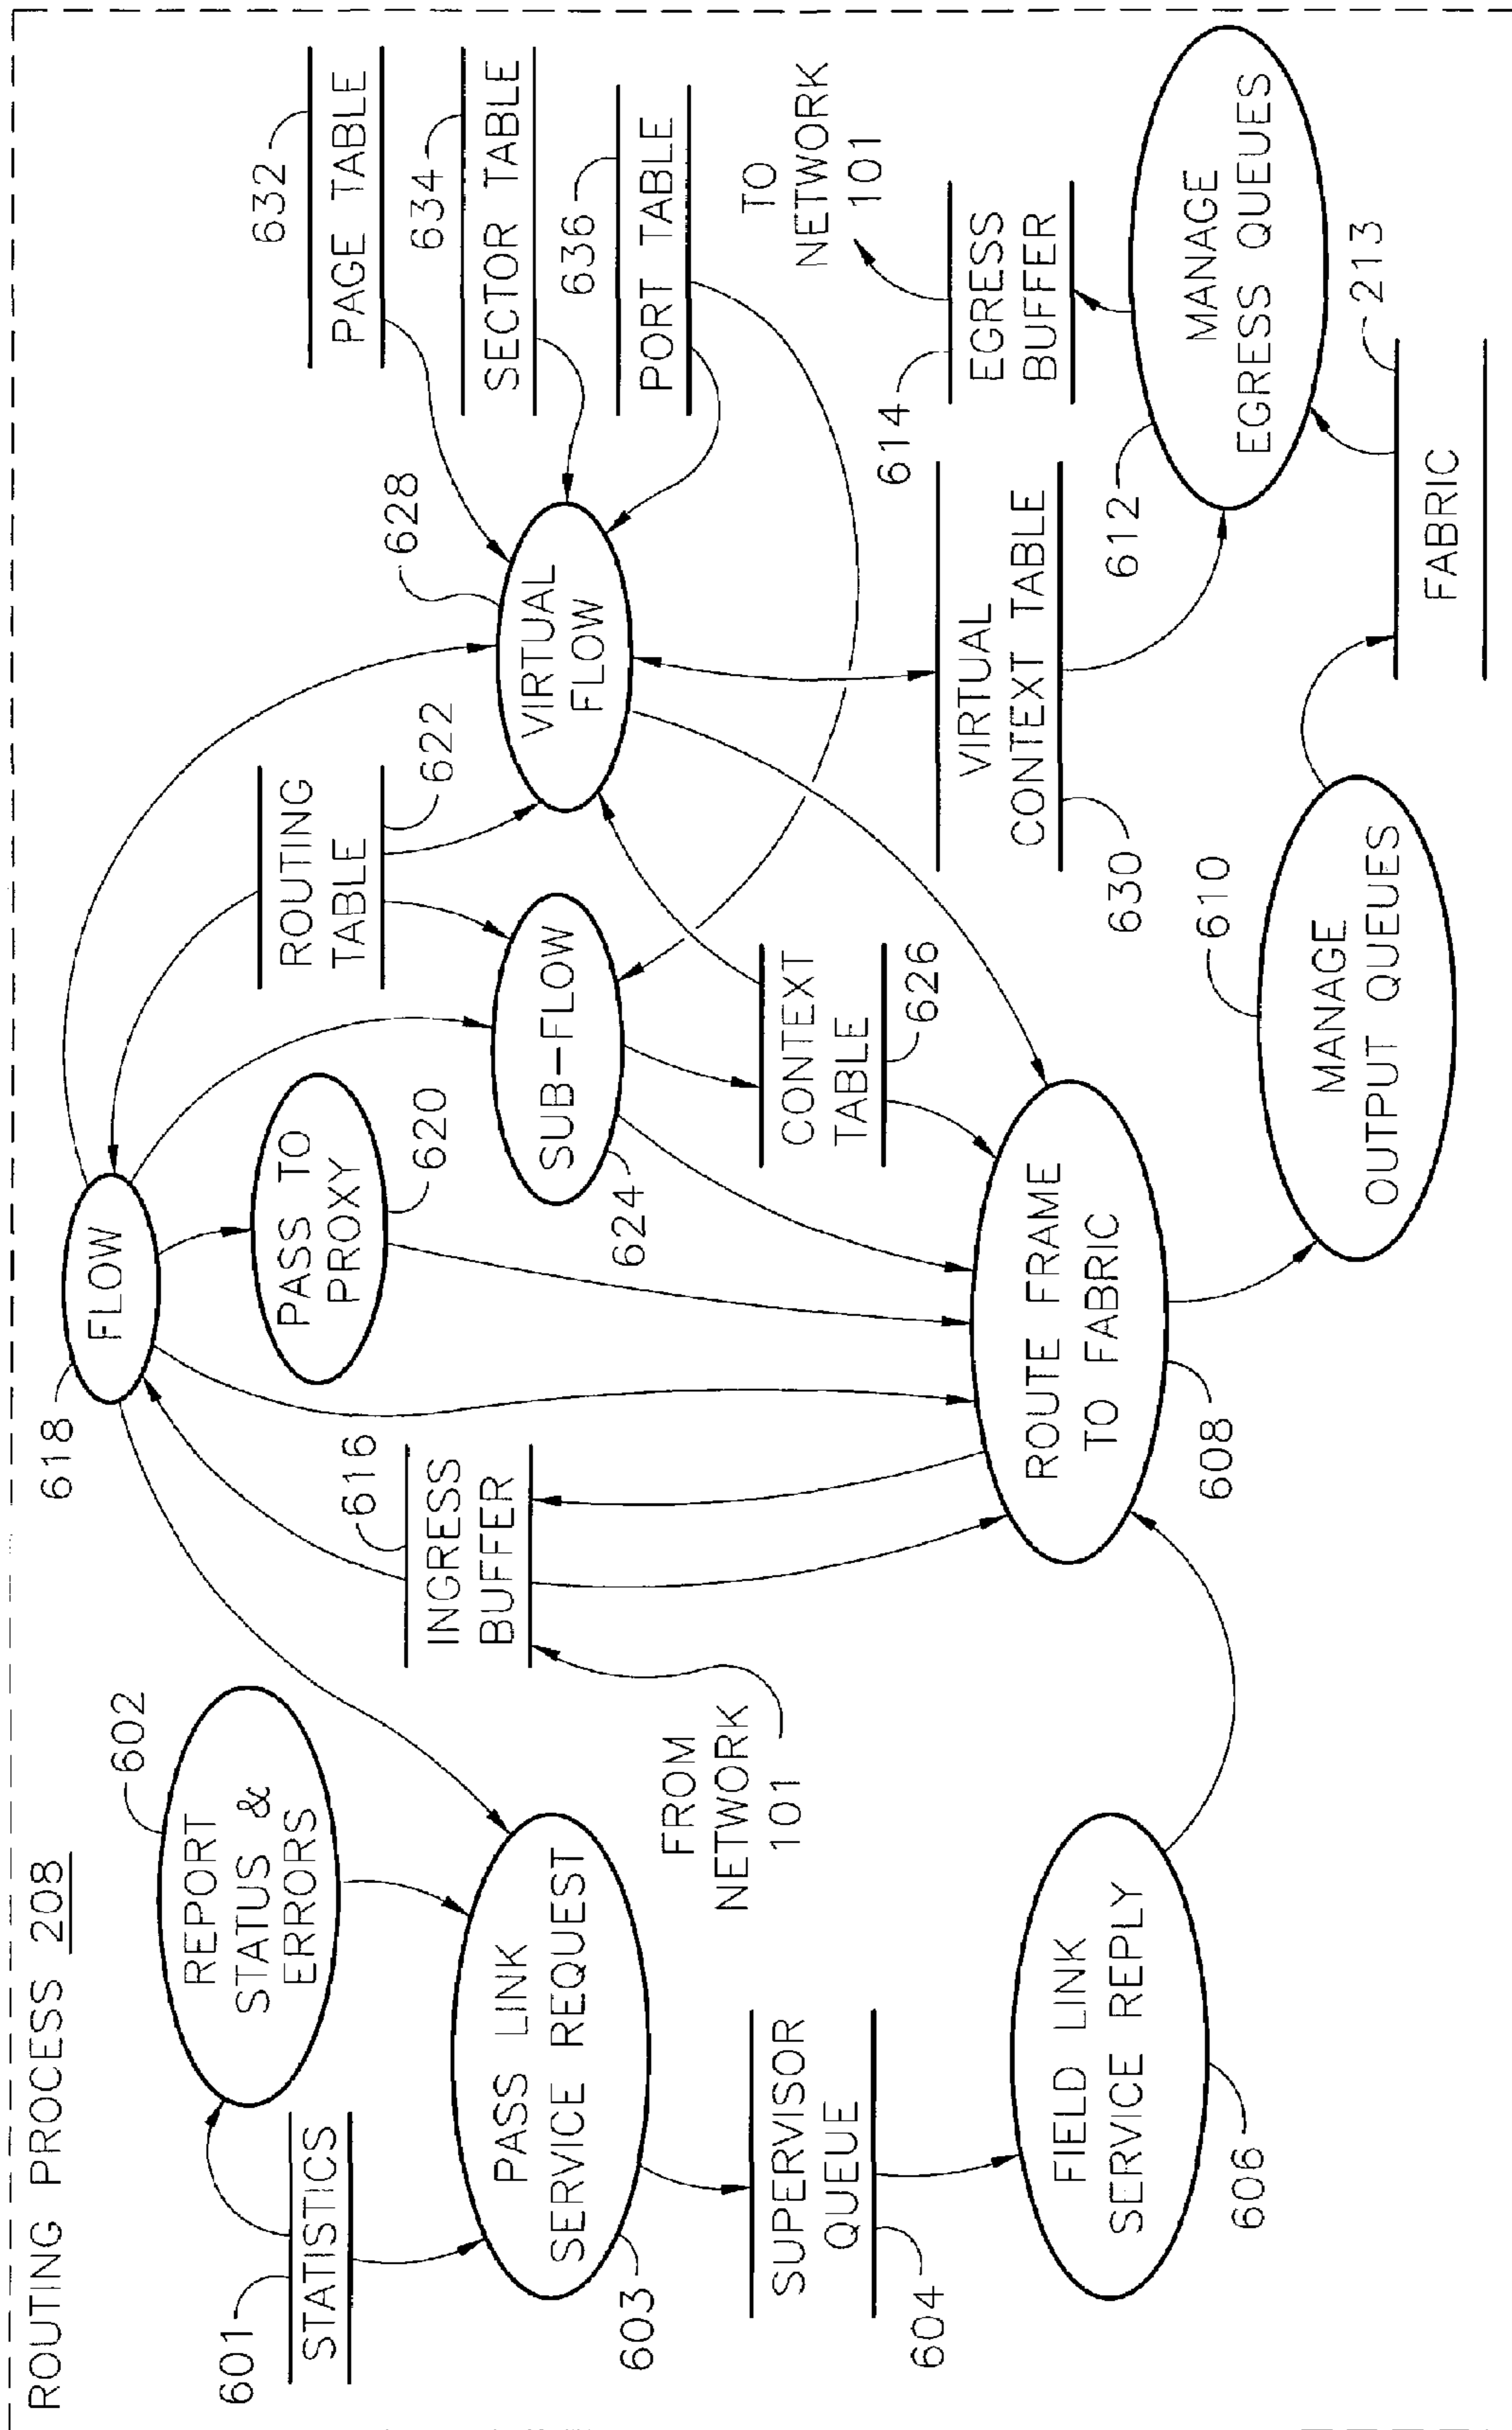 ROUTING PROCESS 208
618
FLOW
602
REPORT
STATUS &
ERRORS
601
STATISTICS
PASS TO
PROXY
620
ROUTING
TABLE
622
632
PAGE TABLE
634
SECTOR TABLE
636
PORT TABLE
628
VIRTUAL
FLOW
616
INGRESS
BUFFER
SUB-FLOW
624
603
PASS LINK
SERVICE REQUEST
FROM
NETWORK
101
CONTEXT
TABLE
626
TO
NETWORK
101
SUPERVISOR
QUEUE
604
614
EGRESS
BUFFER
VIRTUAL
CONTEXT TABLE
630
FIELD LINK
SERVICE REPLY
606
ROUTE FRAME
TO FABRIC
608
612
MANAGE
EGRESS QUEUES
610
MANAGE
OUTPUT QUEUES
213
FABRIC